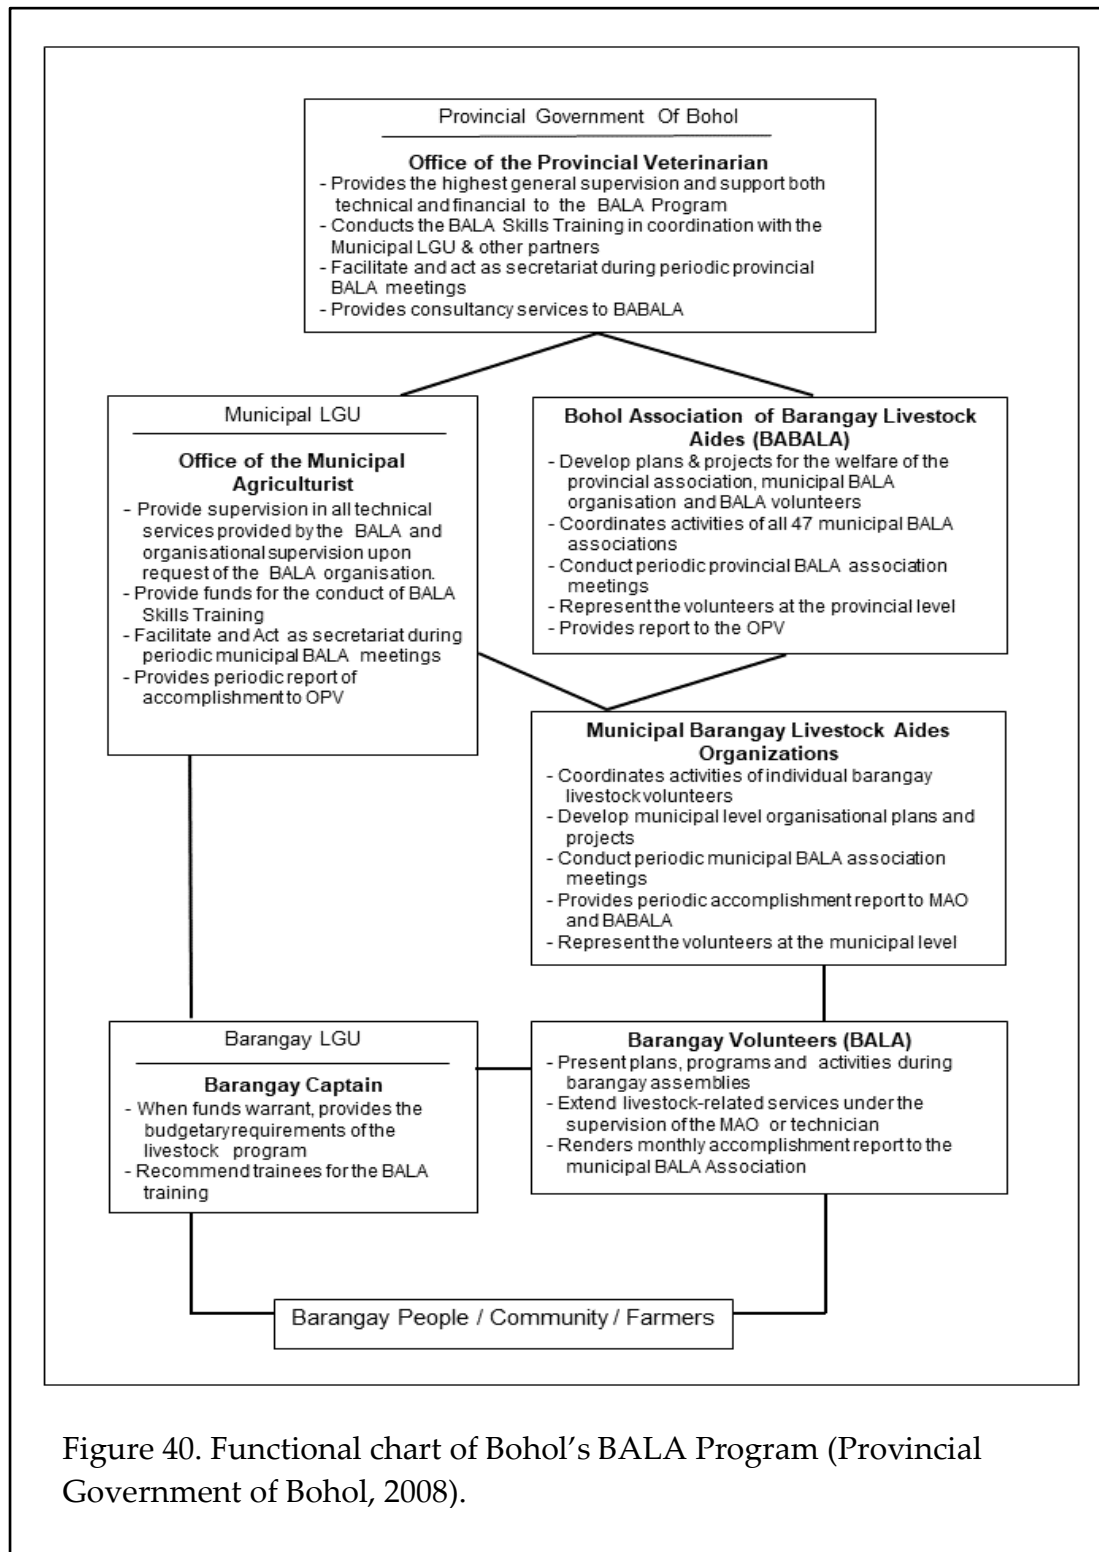 Provincial Government Of Bohol
Office of the Provincial Veterinarian
- Provides the highest general supervision and support both
technical and financial to the BALA Program
- Conducts the BALA Skills Training in coordination with the
Municipal LGU & other partners
- Facilitate and act as secretariat during periodic provincial
BALA meetings
- Provides consultancy services to BABALA
Municipal LGU
Office of the Municipal
Agriculturist
- Provide supervision in all technical
services provided by the BALA and
organisational supervision upon
request of the BALA organisation.
- Provide funds for the conduct of BALA
Skills Training
- Facilitate and Act as secretariat during
periodic municipal BALA meetings
- Provides periodic report of
accomplishment to OPV
Bohol Association of Barangay Livestock
Aides (BABALA)
- Develop plans & projects for the welfare of the
provincial association, municipal BALA
organisation and BALA volunteers
- Coordinates activities of all 47 municipal BALA
associations
- Conduct periodic provincial BALA association
meetings
- Represent the volunteers at the provincial level
- Provides report to the OPV
Municipal Barangay Livestock Aides
Organizations
- Coordinates activities of individual barangay
livestock volunteers
- Develop municipal level organisational plans and
projects
- Conduct periodic municipal BALA association
meetings
- Provides periodic accomplishment report to MAO
and BABALA
- Represent the volunteers at the municipal level
Barangay LGU
Barangay Captain
- When funds warrant, provides the
budgetary requirements of the
livestock program
- Recommend trainees for the BALA
training
Barangay Volunteers (BALA)
- Present plans, programs and activities during
barangay assemblies
- Extend livestock-related services under the
supervision of the MAO or technician
- Renders monthly accomplishment report to the
municipal BALA Association
Barangay People / Community / Farmers
Figure 40. Functional chart of Bohol’s BALA Program (Provincial
Government of Bohol, 2008).